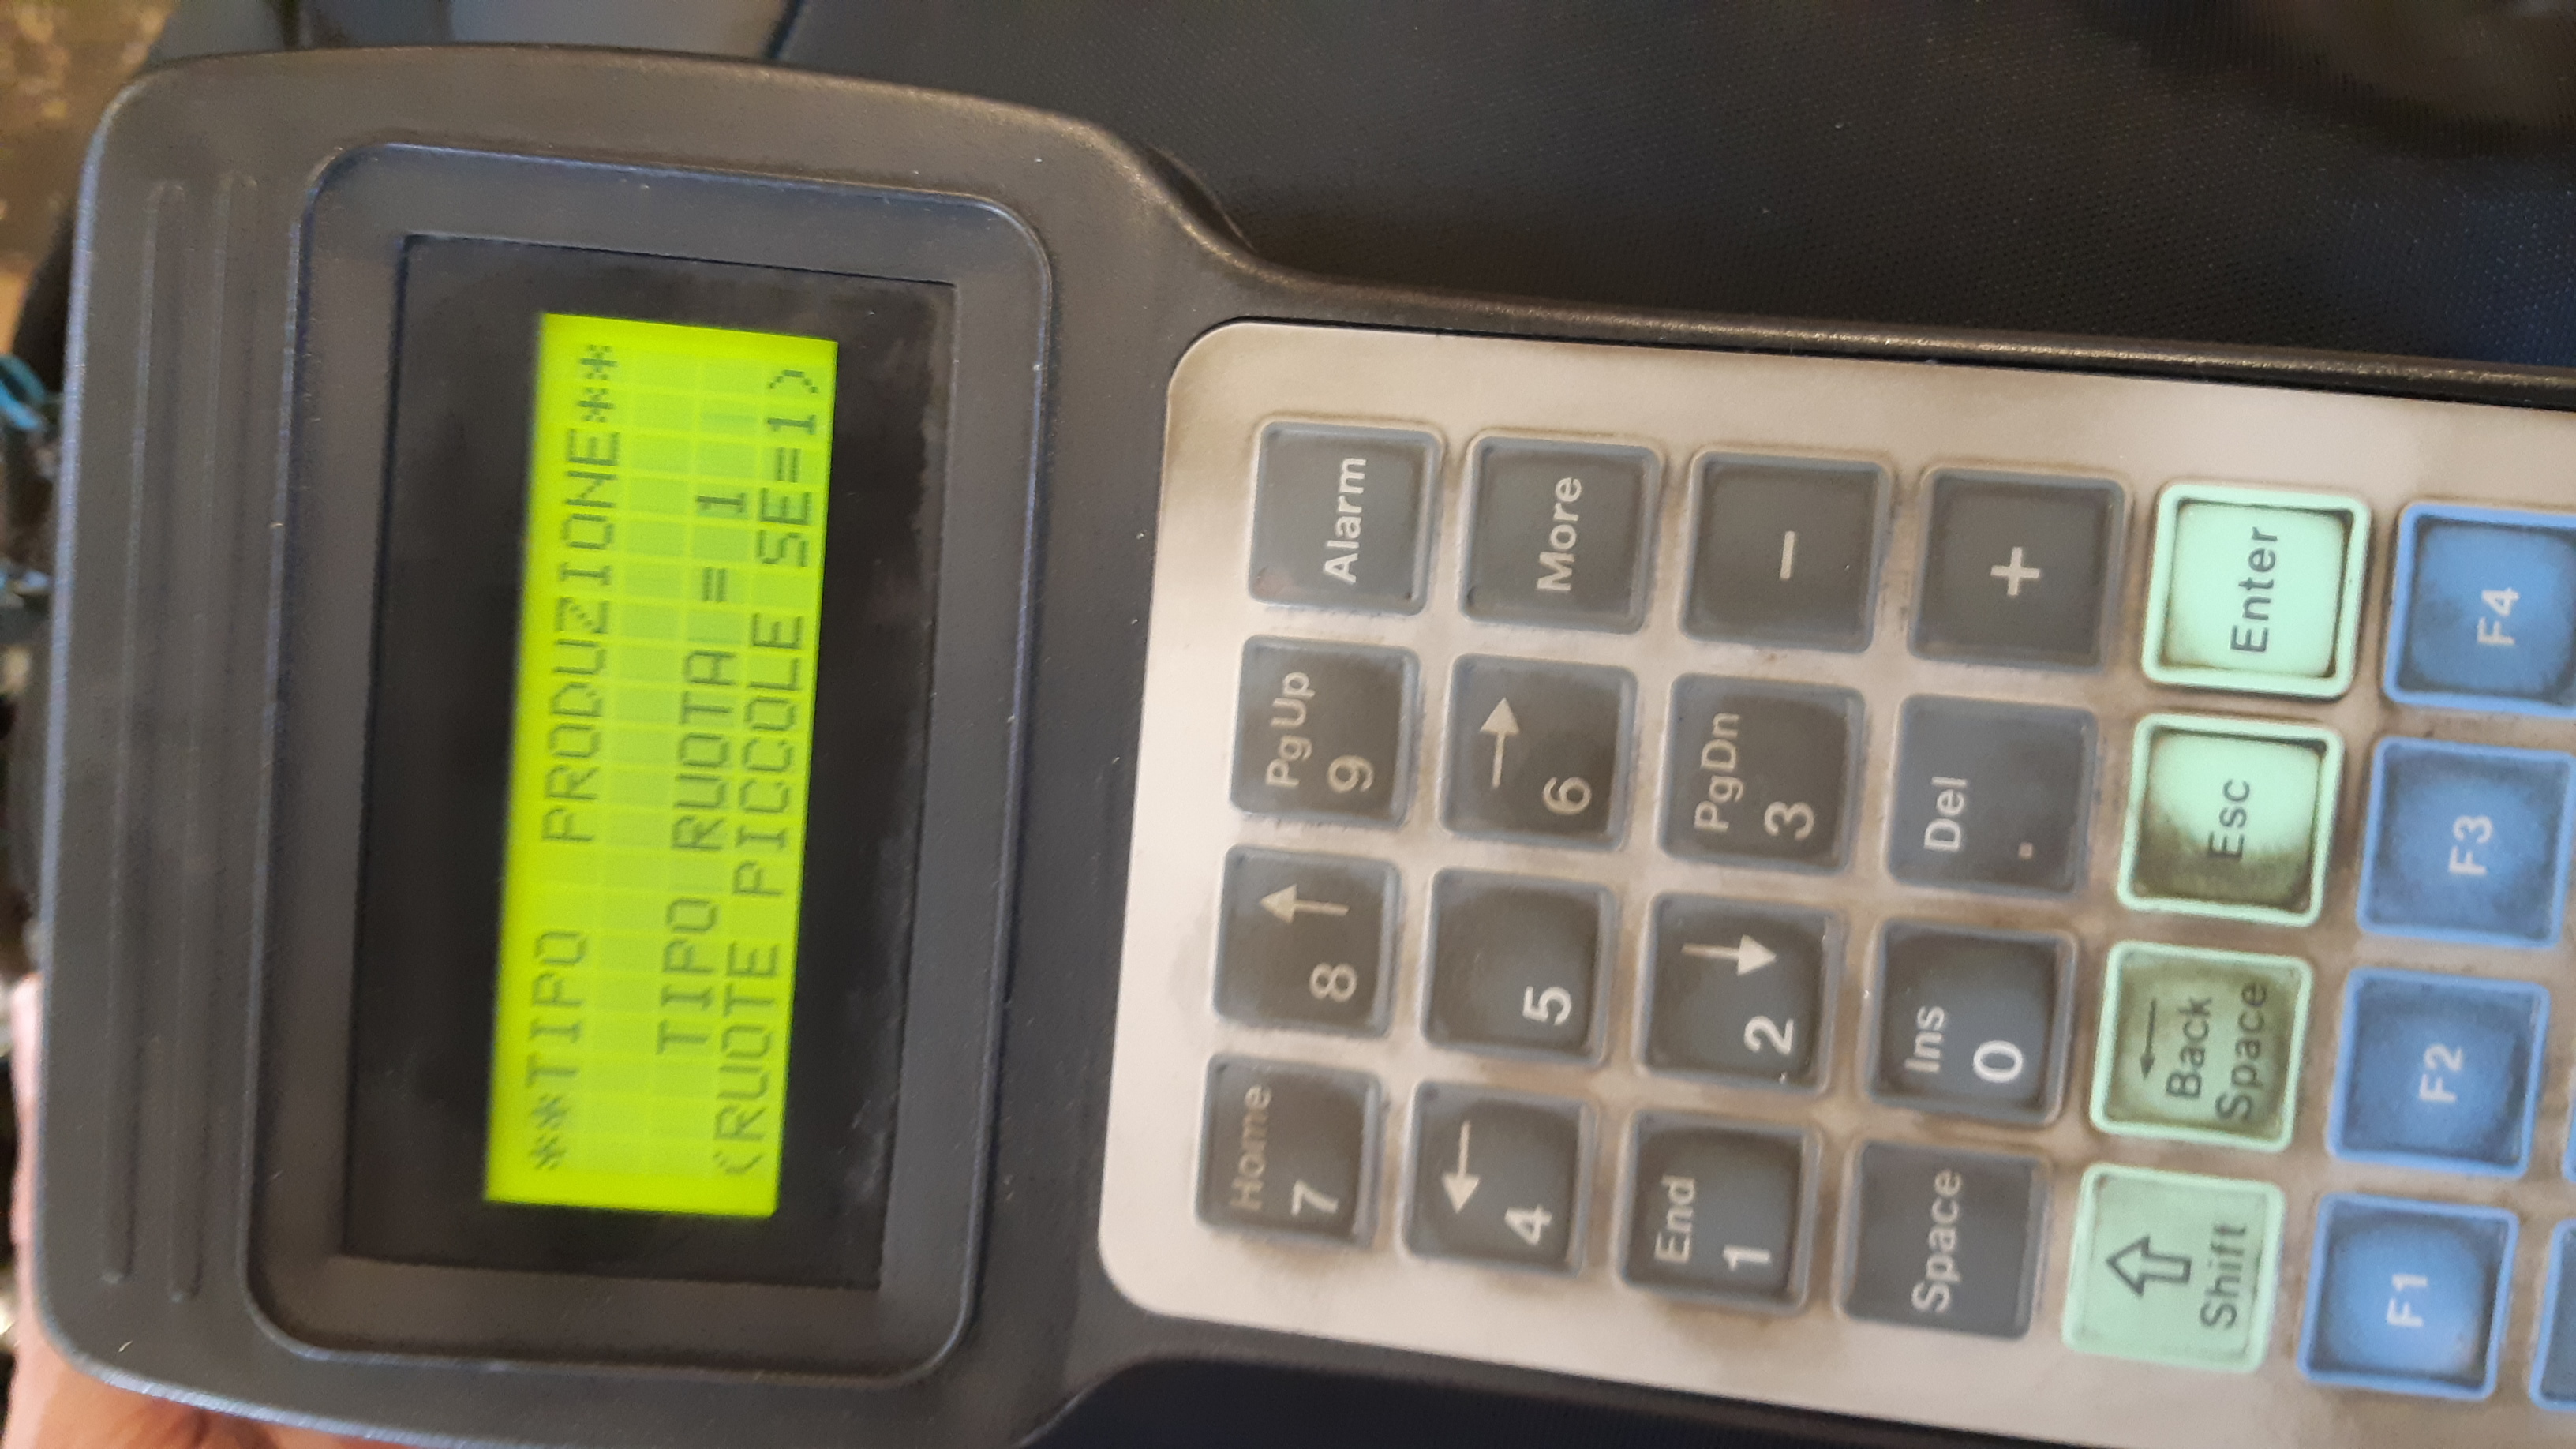 **TIPO PRODUZIONE***
TIPO RUOTA = 1
(RUOTE PICCOLE SE=1)
Home
7
8
PgUp
9
Alarm
4
5
6
More
End
1
2
PgDn
3
-
Space
Ins
0
Del
.
+
Shift
Back
Space
Esc
Enter
F1
F2
F3
F4